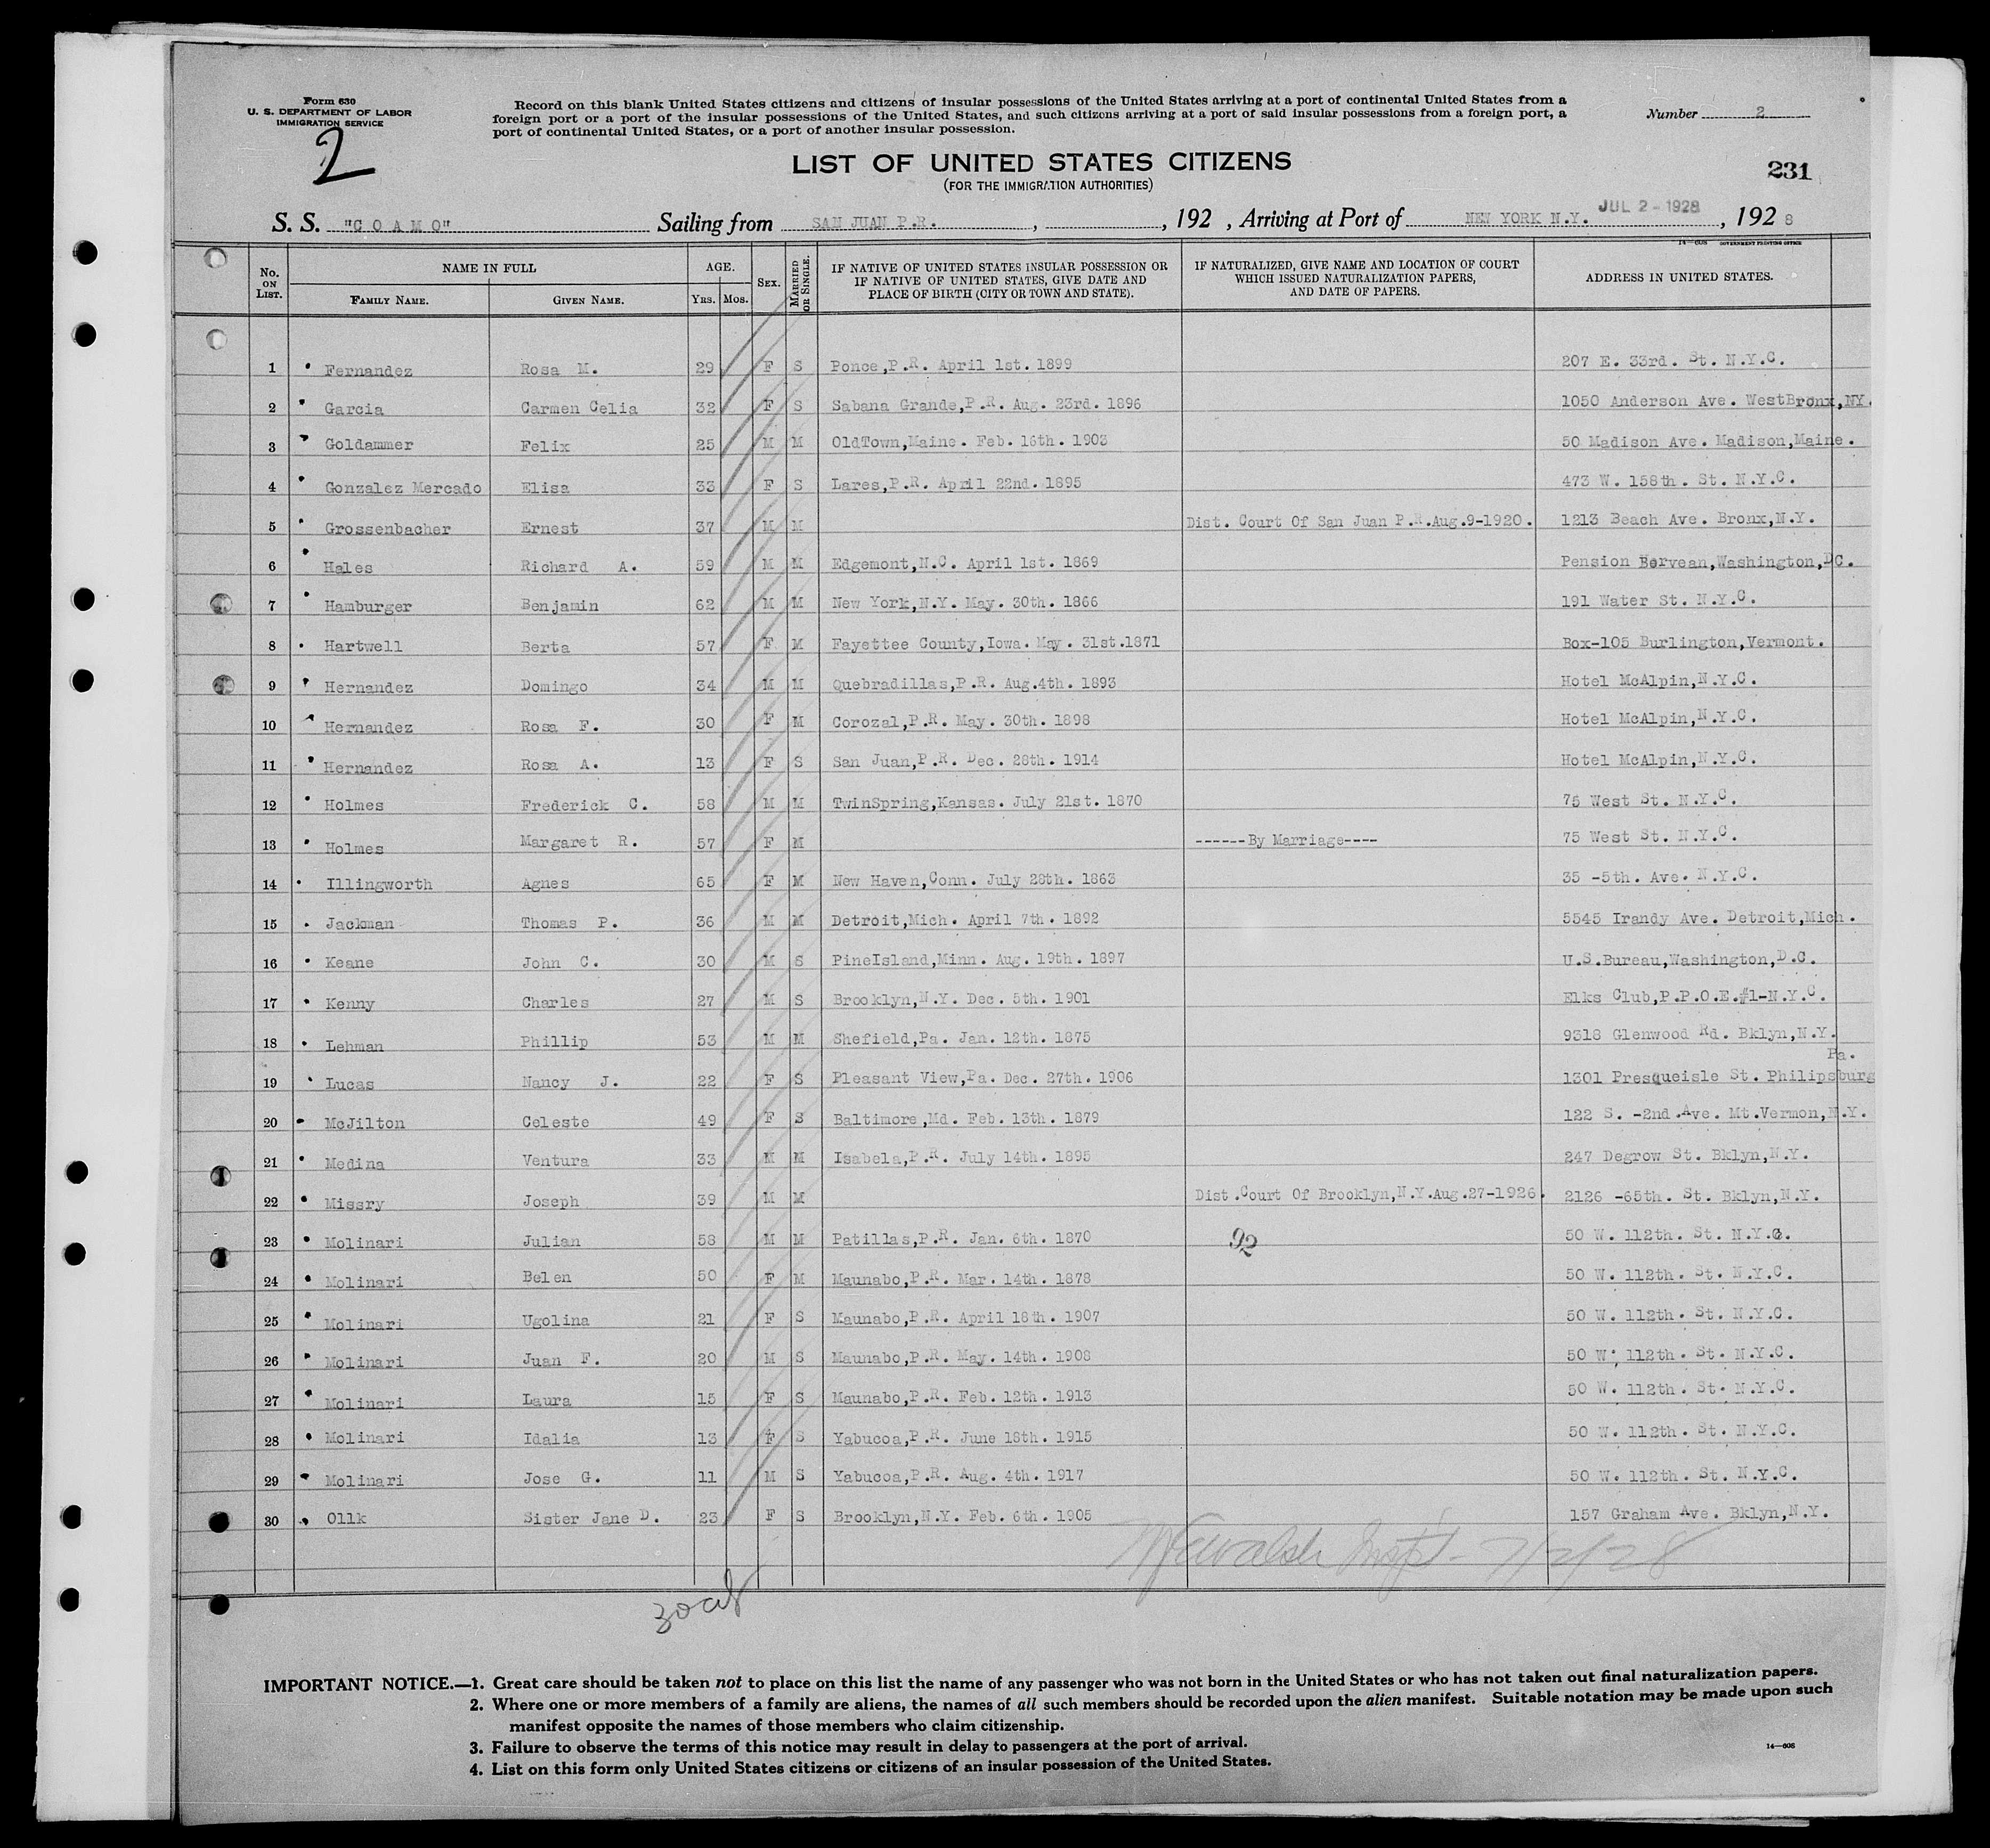 Form 630
U. S. DEPARTMENT OF LABOR
IMMIGRATION SERVICE
2
Record on this blank United States citizens and citizens of insular possessions of the United States arriving at a port of continental United States from a
foreign port or a port of the insular possessions of the United States, and such citizens arriving at a port of said insular possessions from a foreign port, a
port of continental United States, or a port of another insular possession.
Number 2
LIST OF UNITED STATES CITIZENS
(FOR THE IMMIGRATION AUTHORITIES)
231
S. S. "C O A M O" Sailing from SAN JUAN P.R. , , 192 , Arriving at Port of NEW YORK N.Y. JUL 2-1928 , 192 8
14—608 GOVERNMENT PRINTING OFFICE
No. ON LIST. NAME IN FULL AGE. SEX. MARRIED OR SINGLE. IF NATIVE OF UNITED STATES INSULAR POSSESSION OR IF NATIVE OF UNITED STATES, GIVE DATE AND PLACE OF BIRTH (CITY OR TOWN AND STATE). IF NATURALIZED, GIVE NAME AND LOCATION OF COURT WHICH ISSUED NATURALIZATION PAPERS, AND DATE OF PAPERS. ADDRESS IN UNITED STATES.
FAMILY NAME. GIVEN NAME. YRS. MOS.
1 Fernandez Rosa M. 29 F S Ponce,P.R. April 1st. 1899 207 E. 33rd. St. N.Y.C.
2 Garcia Carmen Celia 32 F S Sabana Grande,P.R. Aug. 23rd. 1896 1050 Anderson Ave. WestBronx,NY.
3 Goldammer Felix 25 M M OldTown,Maine. Feb. 16th. 1903 50 Madison Ave. Madison,Maine.
4 Gonzalez Mercado Elisa 33 F S Lares,P.R. April 22nd. 1895 473 W. 158th. St. N.Y.C.
5 Grossenbacher Ernest 37 M M Dist. Court Of San Juan P.R.Aug.9-1920. 1213 Beach Ave. Bronx,N.Y.
6 Hales Richard A. 59 M M Edgemont,N.C. April 1st. 1869 Pension Bervean,Washington,DC.
7 Hamburger Benjamin 62 M M New York,N.Y. May. 30th. 1866 191 Water St. N.Y.C.
8 Hartwell Berta 57 F M Fayettee County,Iowa. May. 31st.1871 Box-105 Burlington,Vermont.
9 Hernandez Domingo 34 M M Quebradillas,P.R. Aug.4th. 1893 Hotel McAlpin,N.Y.C.
10 Hernandez Rosa F. 30 F M Corozal,P.R. May. 30th. 1898 Hotel McAlpin,N.Y.C.
11 Hernandez Rosa A. 13 F S San Juan,P.R. Dec. 28th. 1914 Hotel McAlpin,N.Y.C.
12 Holmes Frederick C. 58 M M TwinSpring,Kansas. July 21st. 1870 75 West St. N.Y.C.
13 Holmes Margaret R. 57 F M ------By Marriage---- 75 West St. N.Y.C.
14 Illingworth Agnes 65 F M New Haven,Conn. July 28th. 1863 35 -5th. Ave. N.Y.C.
15 Jackman Thomas P. 36 M M Detroit,Mich. April 7th. 1892 5545 Irandy Ave. Detroit,Mich.
16 Keane John C. 30 M S PineIsland,Minn. Aug. 19th. 1897 U.S.Bureau,Washington,D.C.
17 Kenny Charles 27 M S Brooklyn,N.Y. Dec. 5th. 1901 Elks Club,P.P.O.E.#1-N.Y.C.
18 Lehman Phillip 53 M M Shefield,Pa. Jan. 12th. 1875 9318 Glenwood Rd. Bklyn,N.Y.
19 Lucas Nancy J. 22 F S Pleasant View,Pa. Dec. 27th. 1906 1301 Presqueisle St. Philipsburg Pa.
20 McJilton Celeste 49 F S Baltimore,Md. Feb. 13th. 1879 122 S. -2nd.Ave. Mt.Vermon,N.Y.
21 Medina Ventura 33 M M Isabela,P.R. July 14th. 1895 247 Degrow St. Bklyn,N.Y.
22 Missry Joseph 39 M M Dist.Court Of Brooklyn,N.Y.Aug.27-1926. 2126 -65th. St. Bklyn,N.Y.
23 Molinari Julian 58 M M Patillas,P.R. Jan. 6th. 1870 92 50 W. 112th. St. N.Y.C.
24 Molinari Belen 50 F M Maunabo,P.R. Mar. 14th. 1878 50 W. 112th. St. N.Y.C.
25 Molinari Ugolina 21 F S Maunabo,P.R. April 18th. 1907 50 W. 112th. St. N.Y.C.
26 Molinari Juan F. 20 M S Maunabo,P.R. May. 14th. 1908 50 W. 112th. St. N.Y.C.
27 Molinari Laura 15 F S Maunabo,P.R. Feb. 12th. 1913 50 W. 112th. St. N.Y.C.
28 Molinari Idalia 13 F S Yabucoa,P.R. June 18th. 1915 50 W. 112th. St. N.Y.C.
29 Molinari Jose G. 11 M S Yabucoa,P.R. Aug. 4th. 1917 50 W. 112th. St. N.Y.C.
30 Ollk Sister Jane D. 23 F S Brooklyn,N.Y. Feb. 6th. 1905 157 Graham Ave. Bklyn,N.Y.
Walsh Inspt- 7/2/28
IMPORTANT NOTICE.—1. Great care should be taken not to place on this list the name of any passenger who was not born in the United States or who has not taken out final naturalization papers.
2. Where one or more members of a family are aliens, the names of all such members should be recorded upon the alien manifest. Suitable notation may be made upon such
manifest opposite the names of those members who claim citizenship.
3. Failure to observe the terms of this notice may result in delay to passengers at the port of arrival.
4. List on this form only United States citizens or citizens of an insular possession of the United States.
14—608